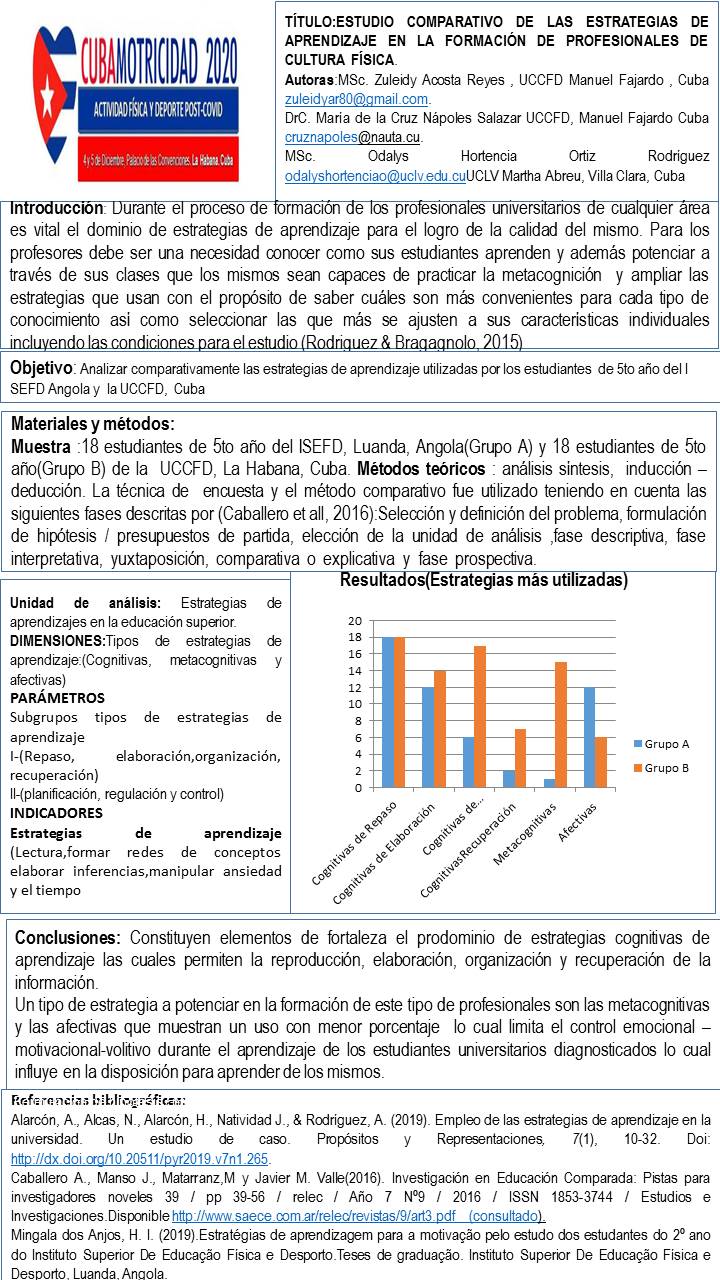 CUBAMOTRICIDAD 2020
ACTIVIDAD FÍSICA Y DEPORTE POST-COVID
4 y 5 de Diciembre, Palacio de las Convenciones. La Habana. Cuba
TÍTULO:ESTUDIO COMPARATIVO DE LAS ESTRATEGIAS DE
APRENDIZAJE EN LA FORMACIÓN DE PROFESIONALES DE
CULTURA FÍSICA.
Autoras:MSc. Zuleidy Acosta Reyes , UCCFD Manuel Fajardo , Cuba
zuleidyar80@gmail.com.
DrC. María de la Cruz Nápoles Salazar UCCFD, Manuel Fajardo Cuba
cruznapoles@nauta.cu.
MSc. Odalys Hortencia Ortiz Rodríguez
odalyshortenciao@uclv.edu.cuUCLV Martha Abreu, Villa Clara, Cuba
Introducción: Durante el proceso de formación de los profesionales universitarios de cualquier área
es vital el dominio de estrategias de aprendizaje para el logro de la calidad del mismo. Para los
profesores debe ser una necesidad conocer como sus estudiantes aprenden y además potenciar a
través de sus clases que los mismos sean capaces de practicar la metacognición y ampliar las
estrategias que usan con el propósito de saber cuáles son más convenientes para cada tipo de
conocimiento así como seleccionar las que más se ajusten a sus características individuales
incluyendo las condiciones para el estudio (Rodriguez & Bragagnolo, 2015)
Objetivo: Analizar comparativamente las estrategias de aprendizaje utilizadas por los estudiantes de 5to año del I
SEFD Angola y la UCCFD, Cuba
Materiales y métodos:
Muestra :18 estudiantes de 5to año del ISEFD, Luanda, Angola(Grupo A) y 18 estudiantes de 5to
año(Grupo B) de la UCCFD, La Habana, Cuba. Métodos teóricos : análisis síntesis, inducción –
deducción. La técnica de encuesta y el método comparativo fue utilizado teniendo en cuenta las
siguientes fases descritas por (Caballero et all, 2016):Selección y definición del problema, formulación
de hipótesis / presupuestos de partida, elección de la unidad de análisis ,fase descriptiva, fase
interpretativa, yuxtaposición, comparativa o explicativa y fase prospectiva.
Unidad de análisis: Estrategias de
aprendizajes en la educación superior.
DIMENSIONES:Tipos de estrategias de
aprendizaje:(Cognitivas, metacognitivas y
afectivas)
PARÁMETROS
Subgrupos tipos de estrategias de
aprendizaje
I-(Repaso, elaboración,organización,
recuperación)
II-(planificación, regulación y control)
INDICADORES
Estrategias de aprendizaje
(Lectura,formar redes de conceptos
elaborar inferencias,manipular ansiedad
y el tiempo
Resultados(Estrategias más utilizadas)
20
18
16
14
12
10
8
6
4
2
0
Cognitivas de Repaso
Cognitivas de Elaboración
Cognitivas de...
CognitivasRecuperación
Metacognitivas
Afectivas
Grupo A
Grupo B
Conclusiones: Constituyen elementos de fortaleza el prodominio de estrategias cognitivas de
aprendizaje las cuales permiten la reproducción, elaboración, organización y recuperación de la
información.
Un tipo de estrategia a potenciar en la formación de este tipo de profesionales son las metacognitivas
y las afectivas que muestran un uso con menor porcentaje lo cual limita el control emocional –
motivacional-volitivo durante el aprendizaje de los estudiantes universitarios diagnosticados lo cual
influye en la disposición para aprender de los mismos.
Referencias bibliográficas:
Alarcón, A., Alcas, N., Alarcón, H., Natividad J., & Rodríguez, A. (2019). Empleo de las estrategias de aprendizaje en la
universidad. Un estudio de caso. Propósitos y Representaciones, 7(1), 10-32. Doi:
http://dx.doi.org/10.20511/pyr2019.v7n1.265.
Caballero A., Manso J., Matarranz,M y Javier M. Valle(2016). Investigación en Educación Comparada: Pistas para
investigadores noveles 39 / pp 39-56 / relec / Año 7 Nº9 / 2016 / ISSN 1853-3744 / Estudios e
Investigaciones.Disponible http://www.saece.com.ar/relec/revistas/9/art3.pdf (consultado).
Mingala dos Anjos, H. I. (2019).Estratégias de aprendizagem para a motivação pelo estudo dos estudantes do 2º ano
do Instituto Superior De Educação Física e Desporto.Teses de graduação. Instituto Superior De Educação Física e
Desporto, Luanda, Angola.